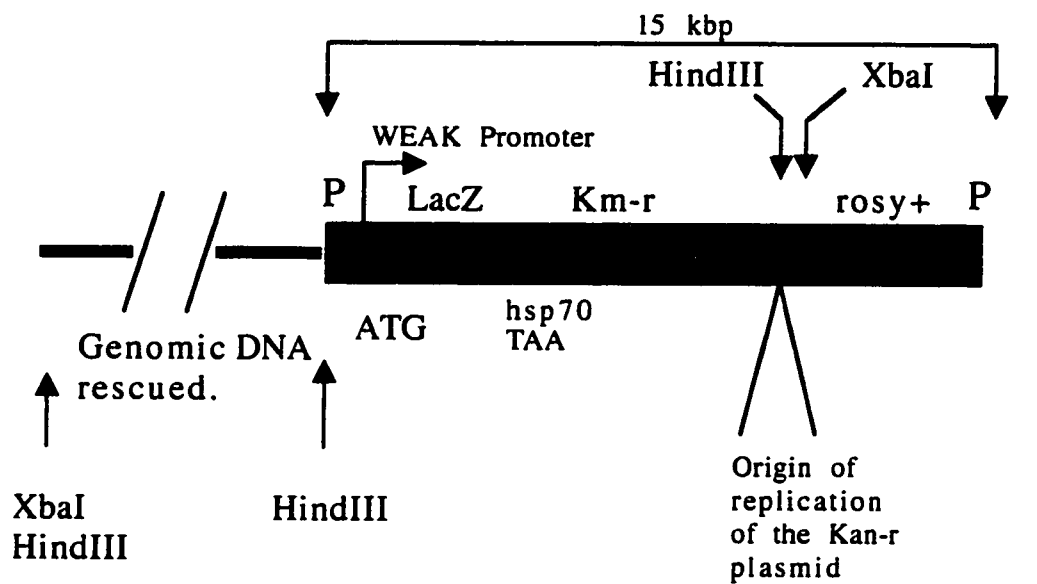 15 kbp
HindIII XbaI
WEAK Promoter
P LacZ Km-r rosy+ P
ATG hsp70
TAA
Genomic DNA
rescued.
XbaI
HindIII
HindIII
Origin of
replication
of the Kan-r
plasmid